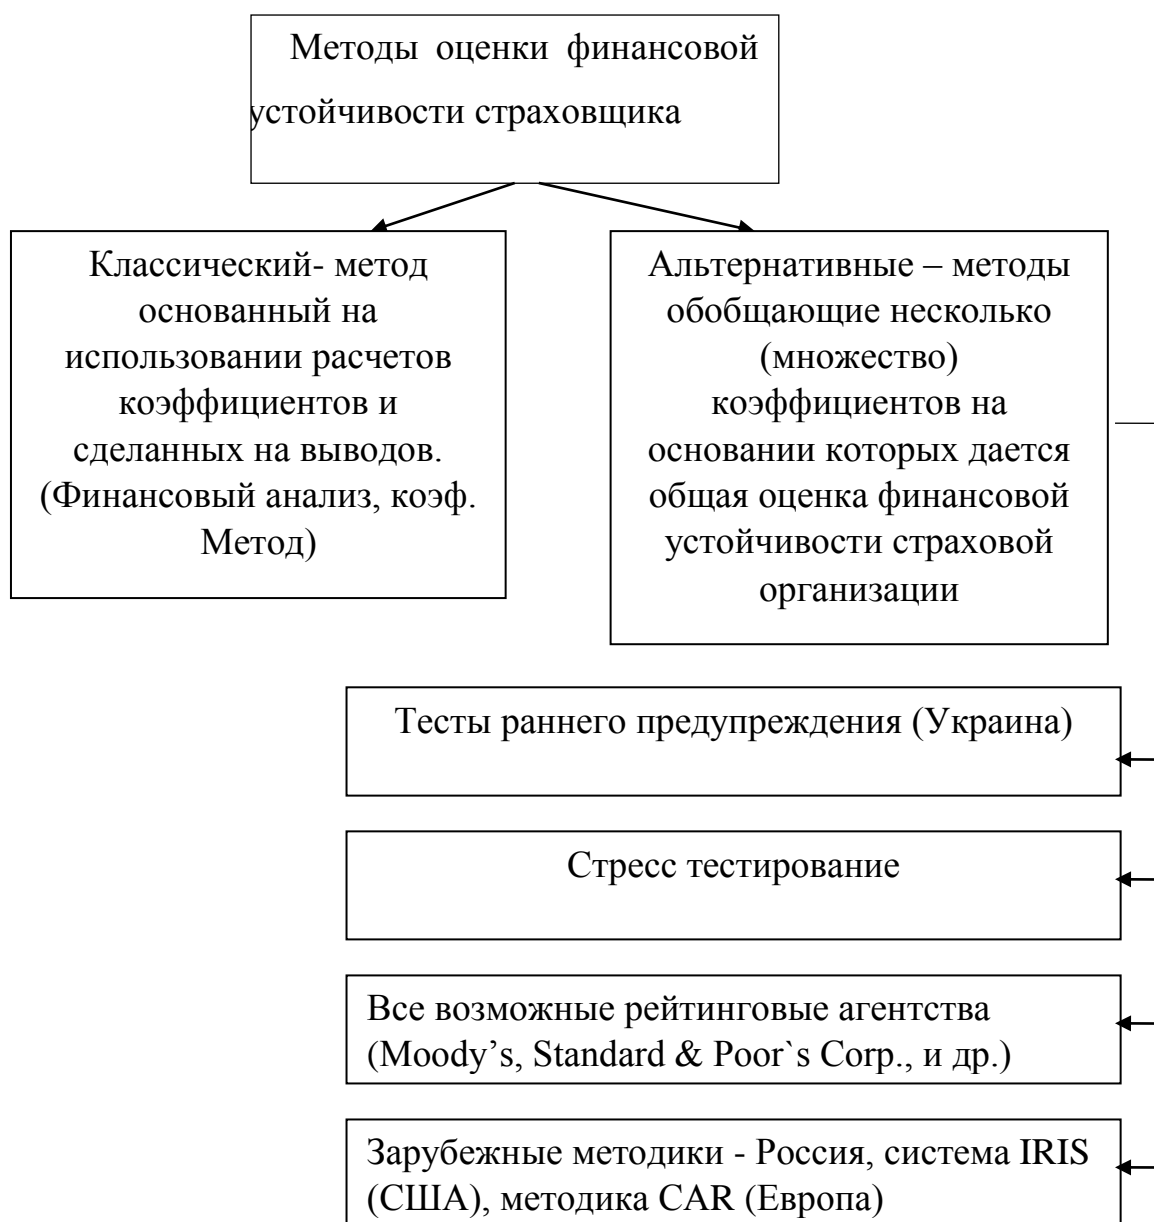 Методы оценки финансовой
устойчивости страховщика
Классический- метод
основанный на
использовании расчетов
коэффициентов и
сделанных на выводов.
(Финансовый анализ, коэф.
Метод)
Альтернативные – методы
обобщающие несколько
(множество)
коэффициентов на
основании которых дается
общая оценка финансовой
устойчивости страховой
организации
Тесты раннего предупреждения (Украина)
Стресс тестирование
Все возможные рейтинговые агентства
(Moody’s, Standard & Poor`s Corp., и др.)
Зарубежные методики - Россия, система IRIS
(США), методика CAR (Европа)